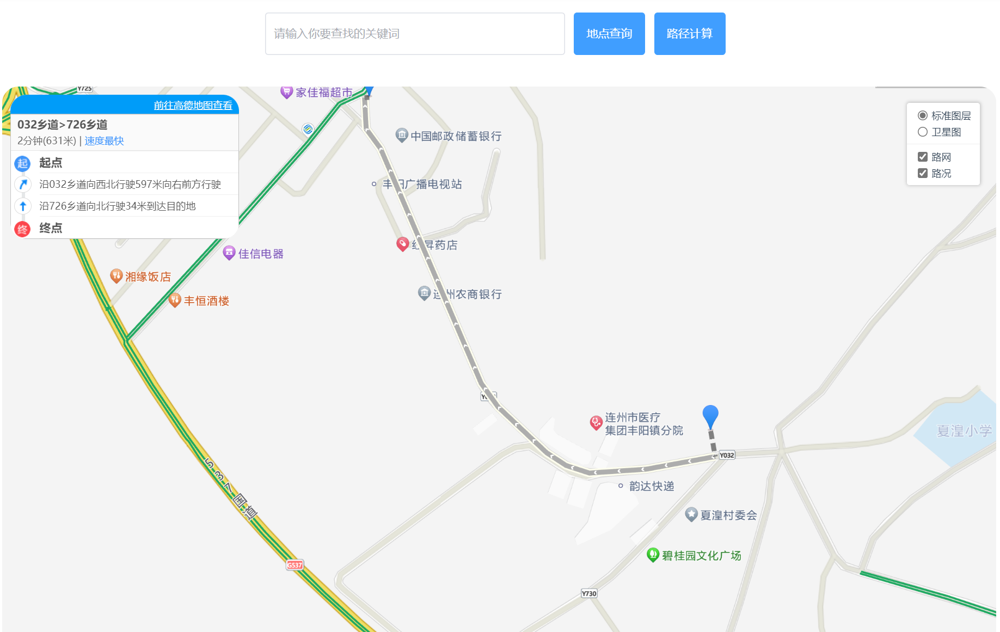 请输入你要查找的关键词
地点查询
路径计算
Y725
家佳福超市
前往高德地图查看
032乡道>726乡道
2分钟(631米) | 速度最快
起 起点
沿032乡道向西北行驶597米向右前方行驶
沿726乡道向北行驶34米到达目的地
终 终点
标准图层
卫星图
路网
路况
中国邮政储蓄银行
丰阳广播电视站
昇药店
佳信电器
湘缘饭店
丰恒酒楼
连州农商银行
连州市医疗
集团丰阳镇分院
夏湟小学
Y032
537国道
韵达快递
夏湟村委会
碧桂园文化广场
G537
Y730